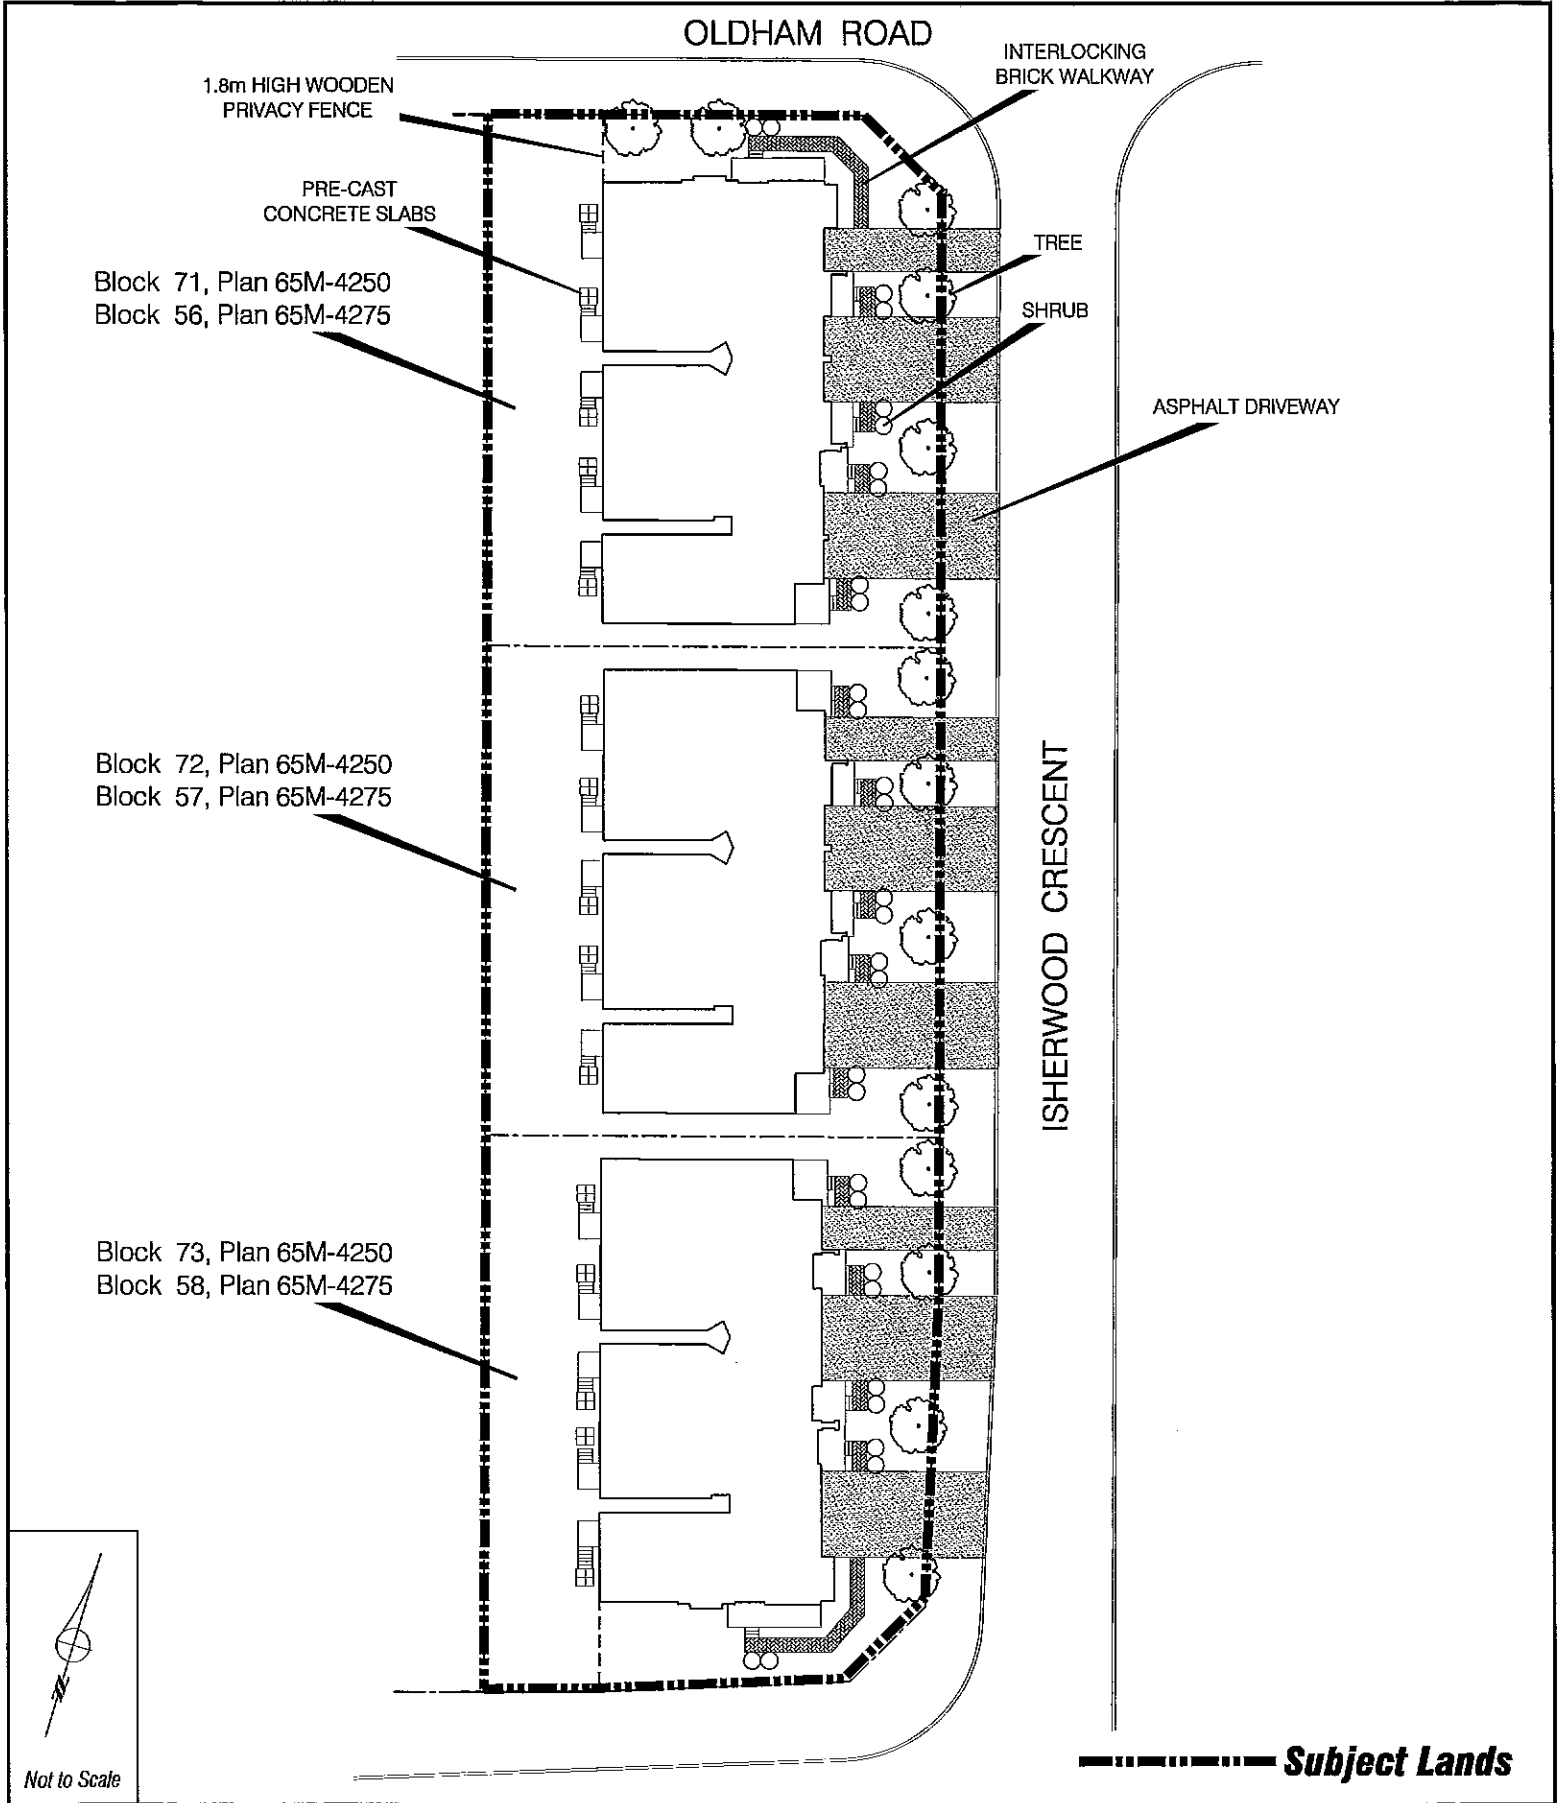 OLDHAM ROAD
INTERLOCKING
BRICK WALKWAY
1.8m HIGH WOODEN
PRIVACY FENCE
PRE-CAST
CONCRETE SLABS
TREE
Block 71, Plan 65M-4250
Block 56, Plan 65M-4275
SHRUB
ASPHALT DRIVEWAY
Block 72, Plan 65M-4250
Block 57, Plan 65M-4275
ISHERWOOD CRESCENT
Block 73, Plan 65M-4250
Block 58, Plan 65M-4275
N
Not to Scale
Subject Lands